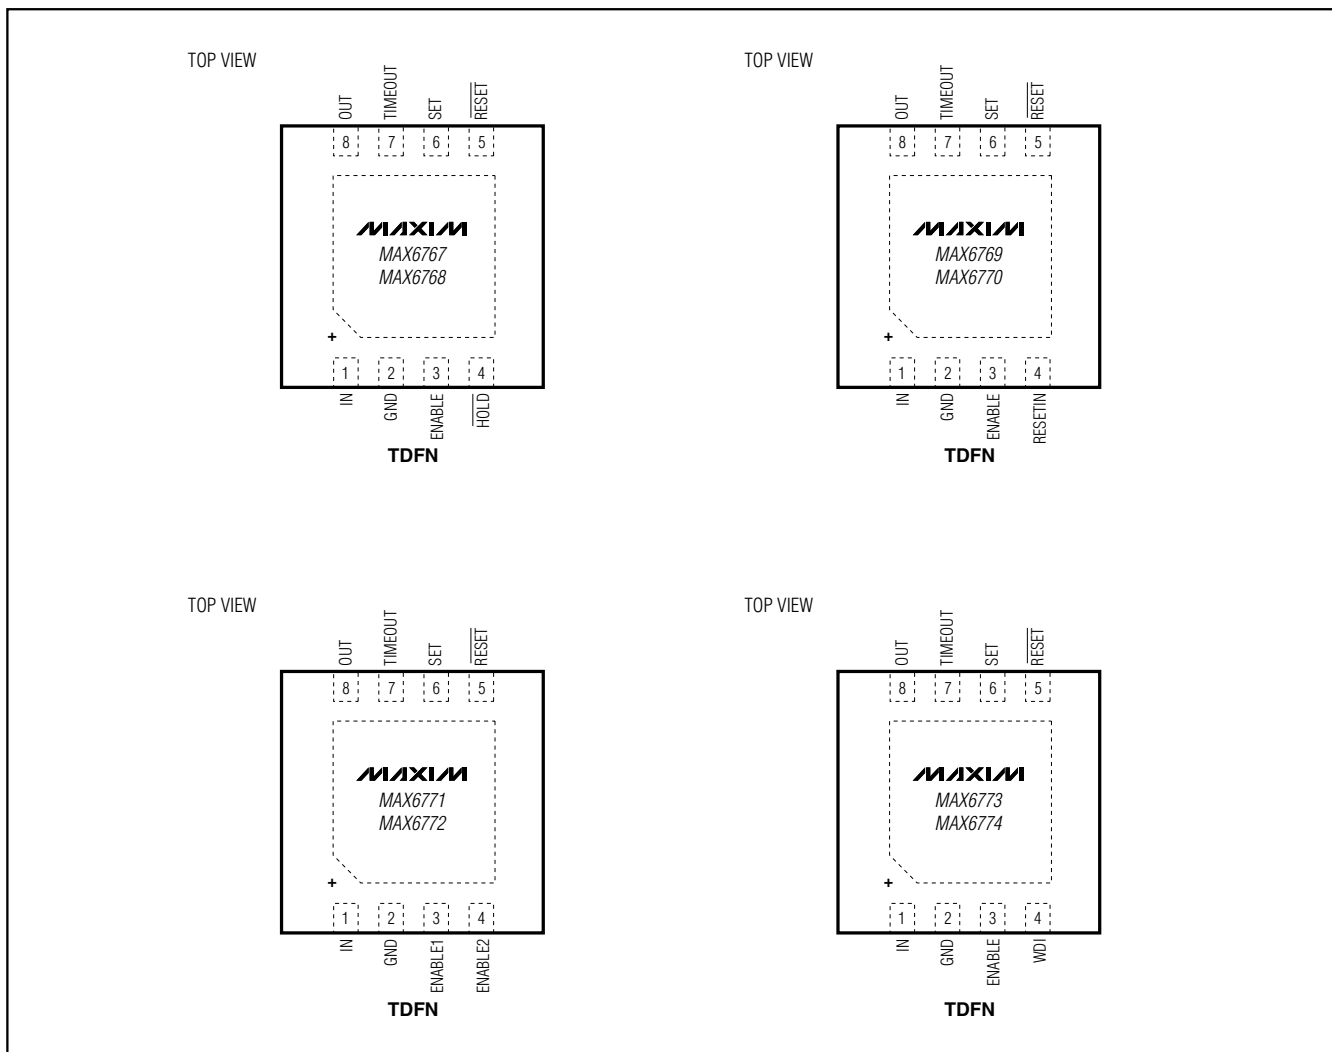 TOP VIEW
OUT
TIMEOUT
SET
RESET
8 7 6 5
MAXIM
MAX6767
MAX6768
+
1 2 3 4
IN
GND
ENABLE
HOLD
TDFN
TOP VIEW
OUT
TIMEOUT
SET
RESET
8 7 6 5
MAXIM
MAX6769
MAX6770
+
1 2 3 4
IN
GND
ENABLE
RESETIN
TDFN
TOP VIEW
OUT
TIMEOUT
SET
RESET
8 7 6 5
MAXIM
MAX6771
MAX6772
+
1 2 3 4
IN
GND
ENABLE1
ENABLE2
TDFN
TOP VIEW
OUT
TIMEOUT
SET
RESET
8 7 6 5
MAXIM
MAX6773
MAX6774
+
1 2 3 4
IN
GND
ENABLE
WDI
TDFN